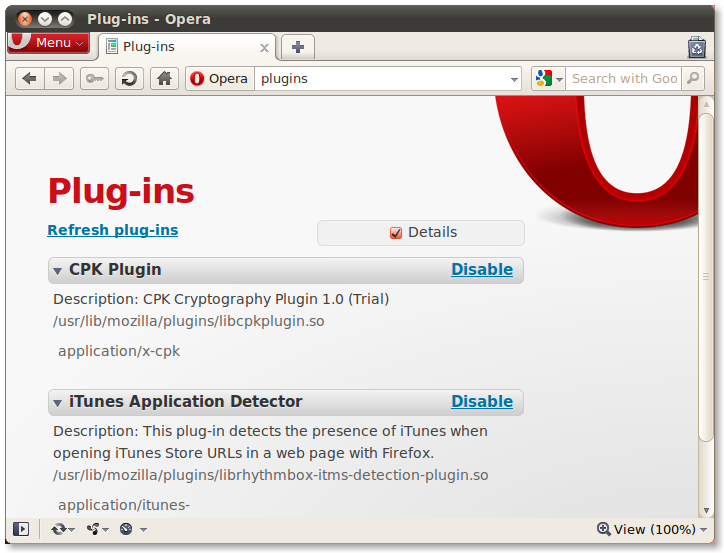 Plug-ins - Opera
Menu
Plug-ins
Opera
plugins
Search with Goo
Plug-ins
Refresh plug-ins
Details
CPK Plugin
Disable
Description: CPK Cryptography Plugin 1.0 (Trial)
/usr/lib/mozilla/plugins/libcpkplugin.so
application/x-cpk
iTunes Application Detector
Disable
Description: This plug-in detects the presence of iTunes when
opening iTunes Store URLs in a web page with Firefox.
/usr/lib/mozilla/plugins/librhythmbox-itms-detection-plugin.so
application/itunes-
View (100%)